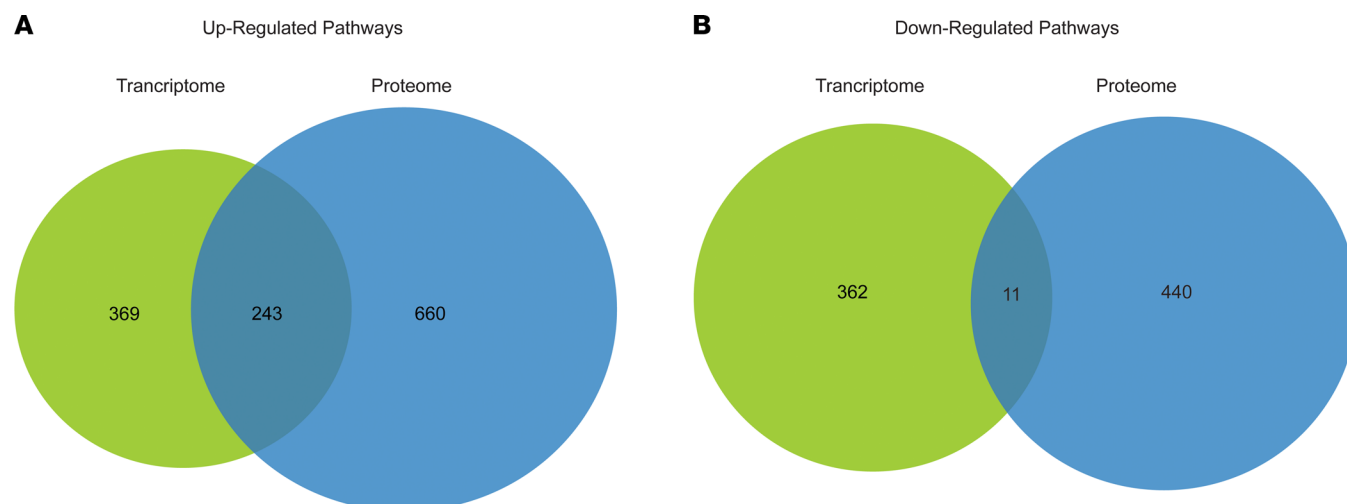 A
Up-Regulated Pathways
Trancriptome
Proteome
369
243
660
B
Down-Regulated Pathways
Trancriptome
Proteome
362
11
440